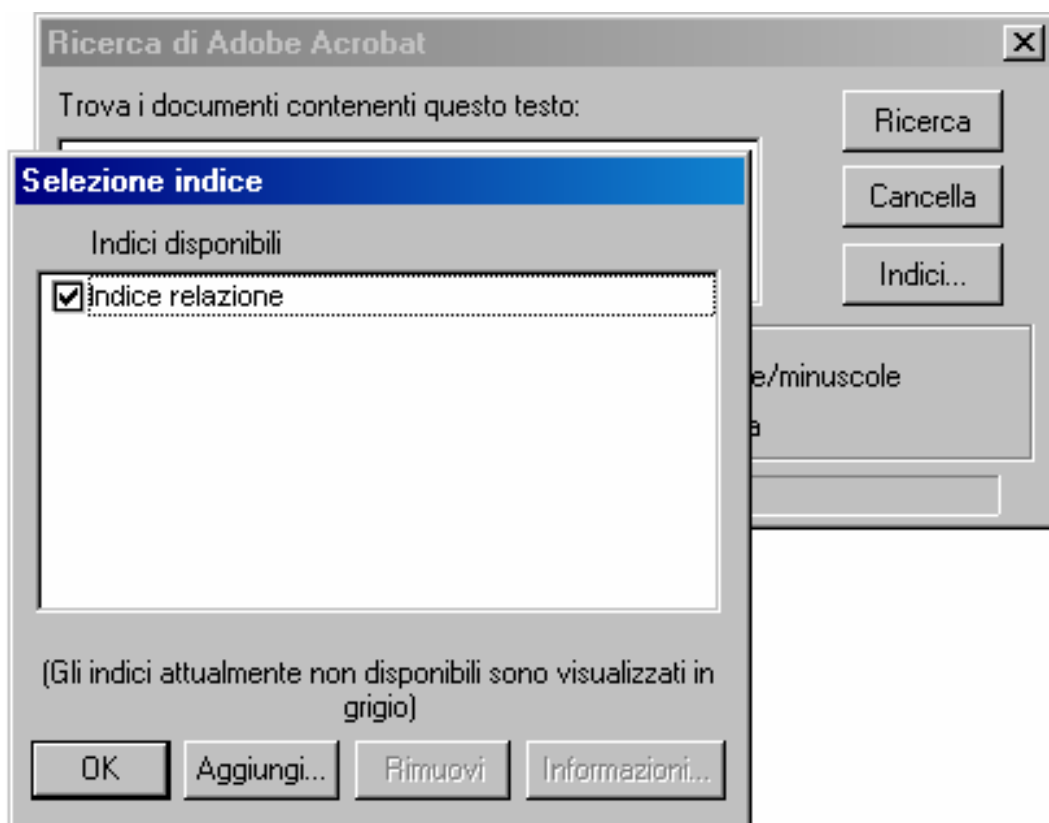 Ricerca di Adobe Acrobat
Trova i documenti contenenti questo testo:
Ricerca
Cancella
Indici...
e/minuscole
a
Selezione indice
Indici disponibili
Indice relazione
(Gli indici attualmente non disponibili sono visualizzati in
grigio)
OK
Aggiungi...
Rimuovi
Informazioni...